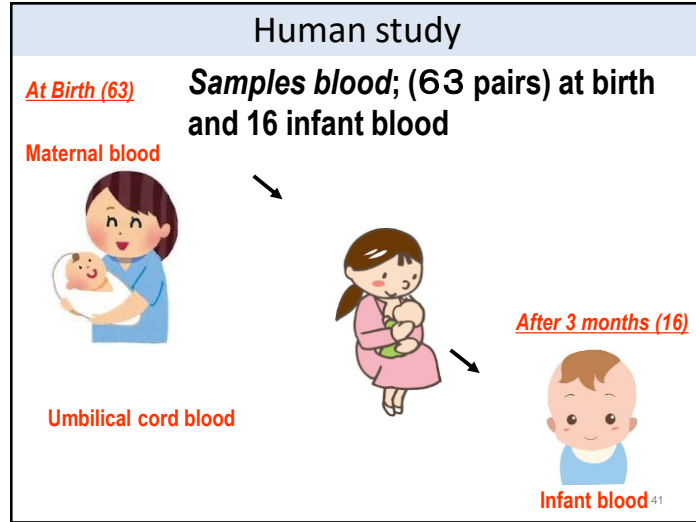 Human study
At Birth (63)
Samples blood; (６３ pairs) at birth
and 16 infant blood
Maternal blood
After 3 months (16)
Umbilical cord blood
Infant blood
41